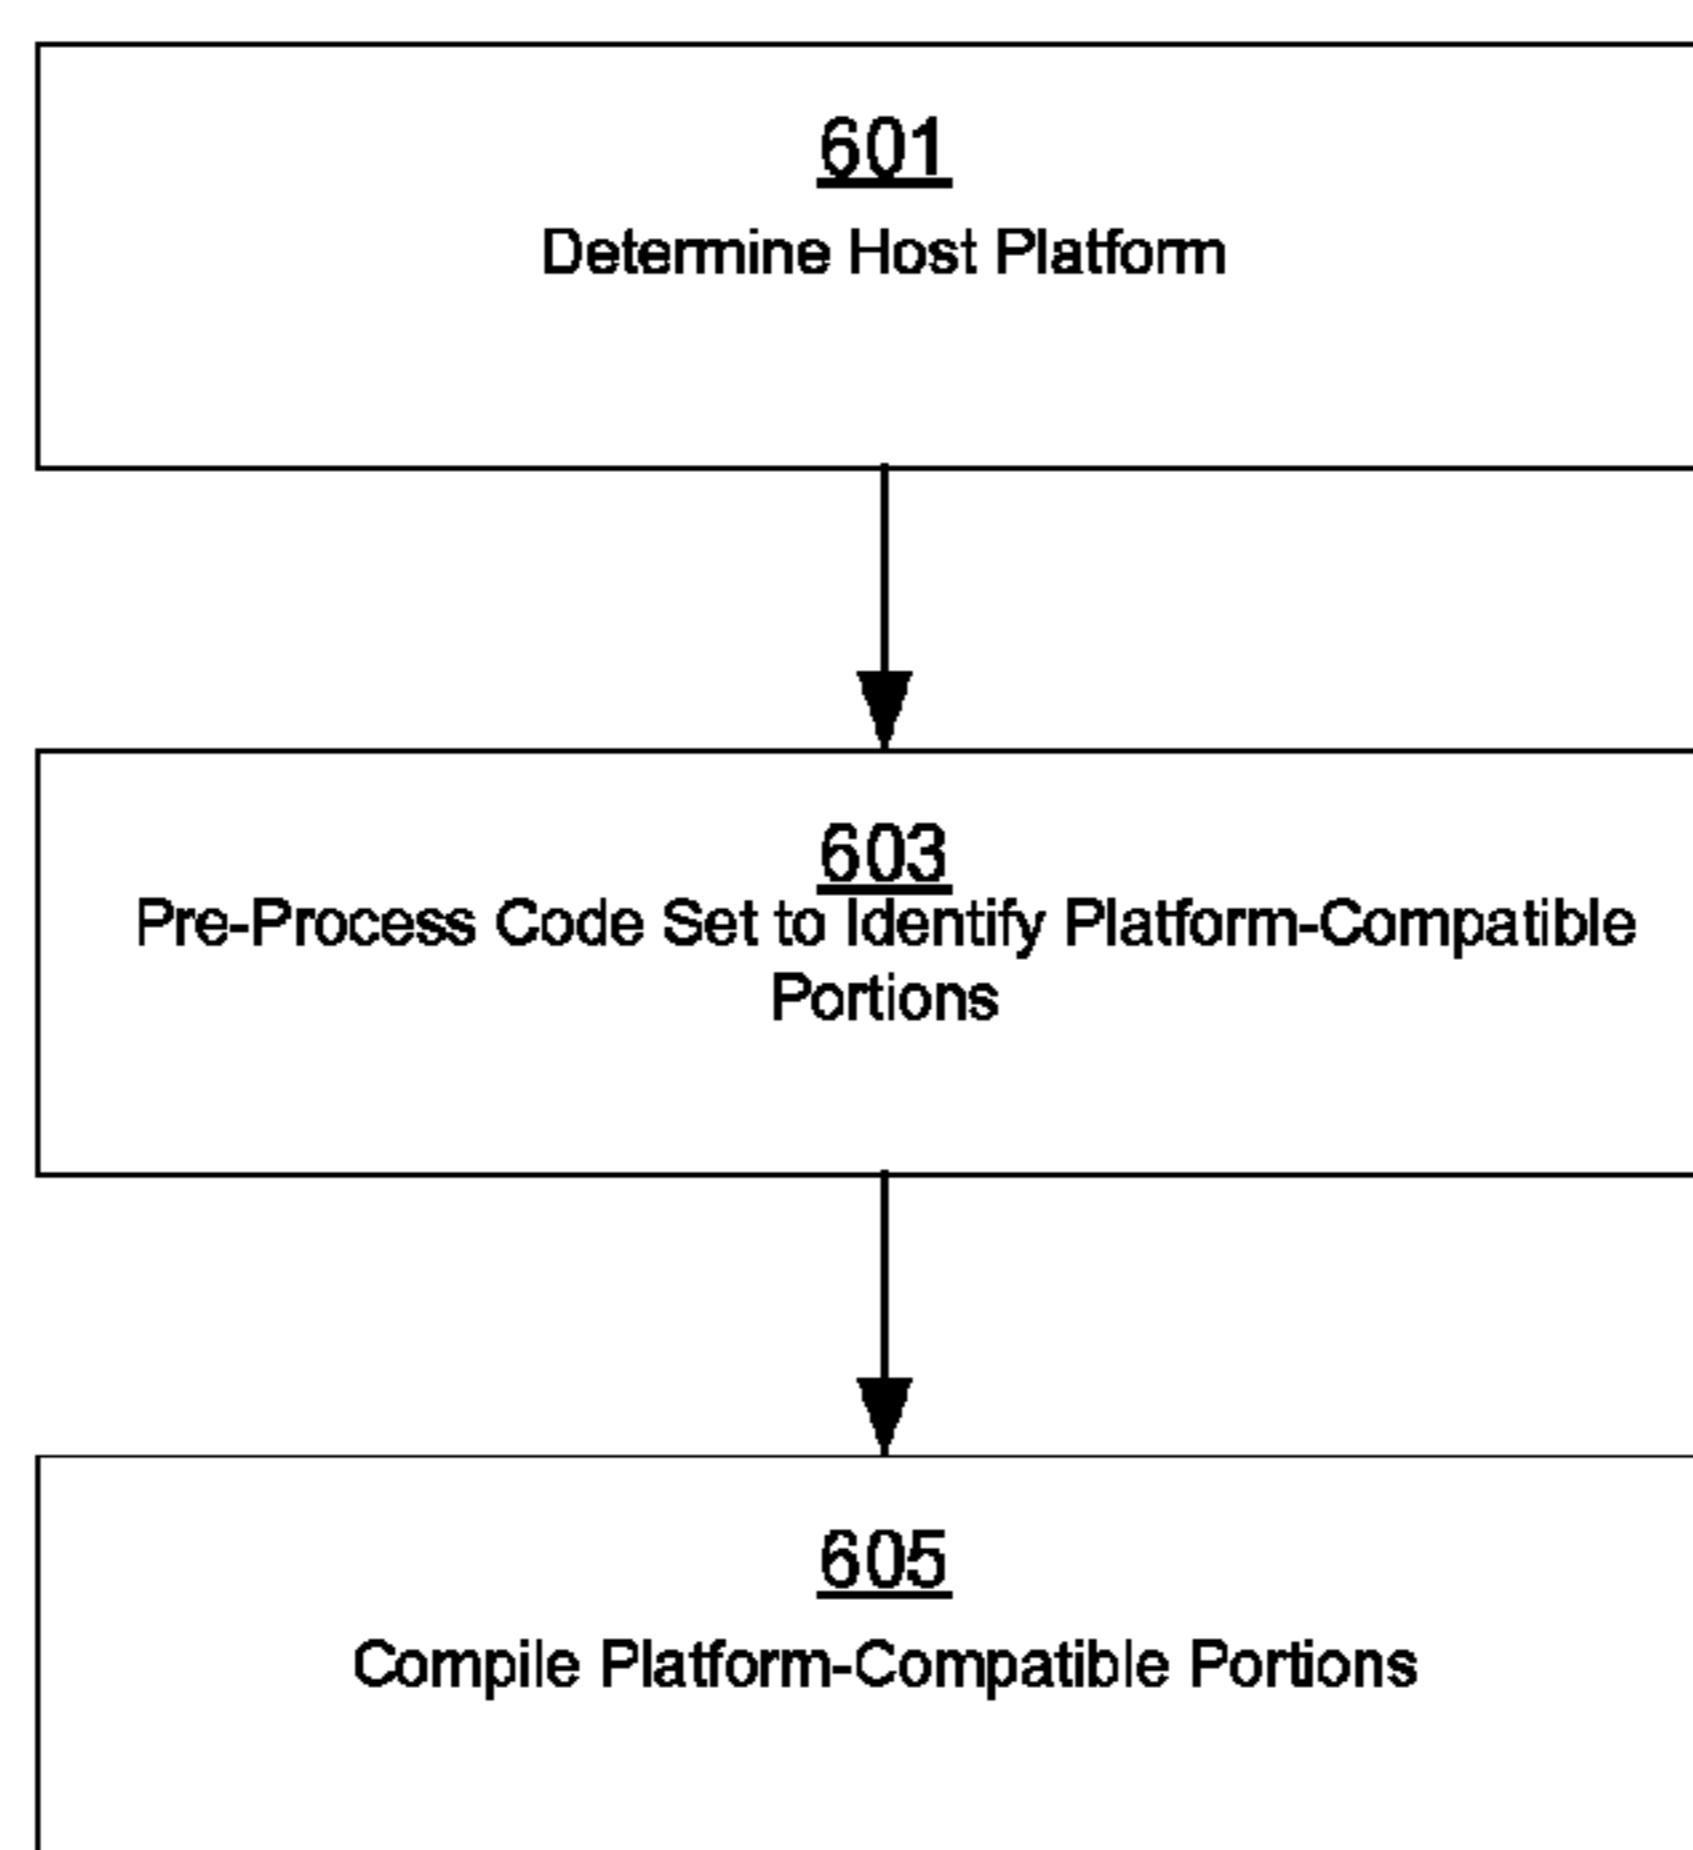 601
Determine Host Platform
603
Pre-Process Code Set to Identify Platform-Compatible
Portions
605
Compile Platform-Compatible Portions